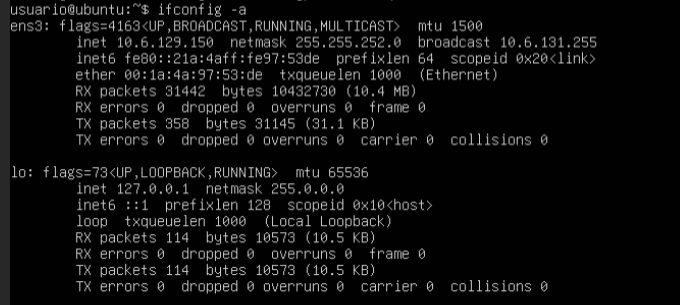 usuario@ubuntu:~$ ifconfig -a
ens3: flags=4163<UP,BROADCAST,RUNNING,MULTICAST>  mtu 1500
        inet 10.6.129.150  netmask 255.255.252.0  broadcast 10.6.131.255
        inet6 fe80::21a:4aff:fe97:53de  prefixlen 64  scopeid 0x20<link>
        ether 00:1a:4a:97:53:de  txqueuelen 1000  (Ethernet)
        RX packets 31442  bytes 10432730 (10.4 MB)
        RX errors 0  dropped 0  overruns 0  frame 0
        TX packets 358  bytes 31145 (31.1 KB)
        TX errors 0  dropped 0 overruns 0  carrier 0  collisions 0

lo: flags=73<UP,LOOPBACK,RUNNING>  mtu 65536
        inet 127.0.0.1  netmask 255.0.0.0
        inet6 ::1  prefixlen 128  scopeid 0x10<host>
        loop  txqueuelen 1000  (Local Loopback)
        RX packets 114  bytes 10573 (10.5 KB)
        RX errors 0  dropped 0  overruns 0  frame 0
        TX packets 114  bytes 10573 (10.5 KB)
        TX errors 0  dropped 0 overruns 0  carrier 0  collisions 0